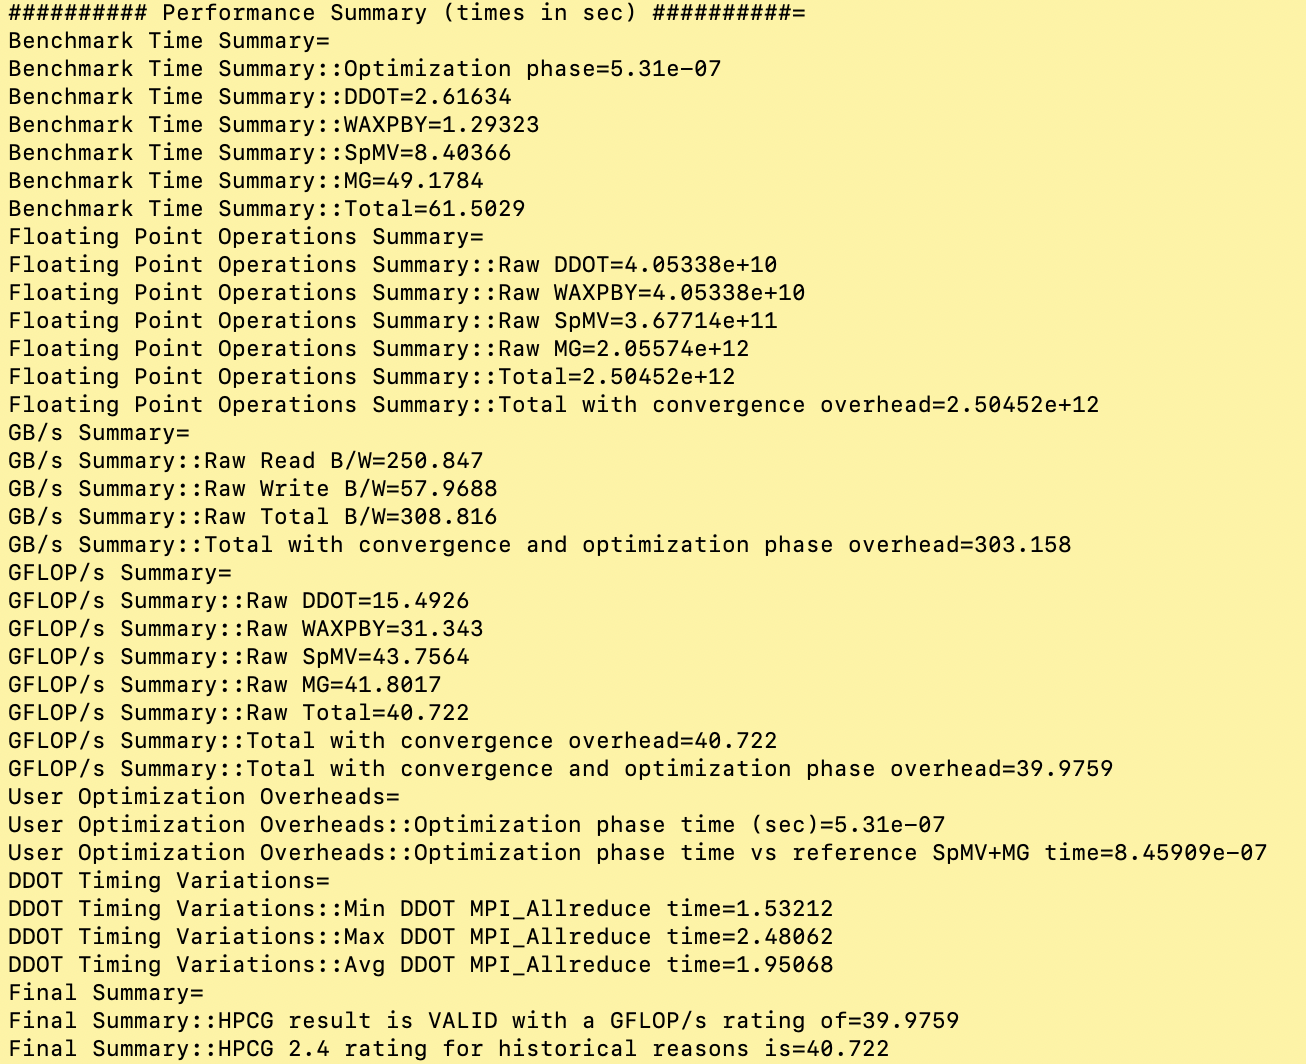 ########## Performance Summary (times in sec) ##########=
Benchmark Time Summary=
Benchmark Time Summary::Optimization phase=5.31e-07
Benchmark Time Summary::DDOT=2.61634
Benchmark Time Summary::WAXPBY=1.29323
Benchmark Time Summary::SpMV=8.40366
Benchmark Time Summary::MG=49.1784
Benchmark Time Summary::Total=61.5029
Floating Point Operations Summary=
Floating Point Operations Summary::Raw DDOT=4.05338e+10
Floating Point Operations Summary::Raw WAXPBY=4.05338e+10
Floating Point Operations Summary::Raw SpMV=3.67714e+11
Floating Point Operations Summary::Raw MG=2.05574e+12
Floating Point Operations Summary::Total=2.50452e+12
Floating Point Operations Summary::Total with convergence overhead=2.50452e+12
GB/s Summary=
GB/s Summary::Raw Read B/W=250.847
GB/s Summary::Raw Write B/W=57.9688
GB/s Summary::Raw Total B/W=308.816
GB/s Summary::Total with convergence and optimization phase overhead=303.158
GFLOP/s Summary=
GFLOP/s Summary::Raw DDOT=15.4926
GFLOP/s Summary::Raw WAXPBY=31.343
GFLOP/s Summary::Raw SpMV=43.7564
GFLOP/s Summary::Raw MG=41.8017
GFLOP/s Summary::Raw Total=40.722
GFLOP/s Summary::Total with convergence overhead=40.722
GFLOP/s Summary::Total with convergence and optimization phase overhead=39.9759
User Optimization Overheads=
User Optimization Overheads::Optimization phase time (sec)=5.31e-07
User Optimization Overheads::Optimization phase time vs reference SpMV+MG time=8.45909e-07
DDOT Timing Variations=
DDOT Timing Variations::Min DDOT MPI_Allreduce time=1.53212
DDOT Timing Variations::Max DDOT MPI_Allreduce time=2.48062
DDOT Timing Variations::Avg DDOT MPI_Allreduce time=1.95068
Final Summary=
Final Summary::HPCG result is VALID with a GFLOP/s rating of=39.9759
Final Summary::HPCG 2.4 rating for historical reasons is=40.722